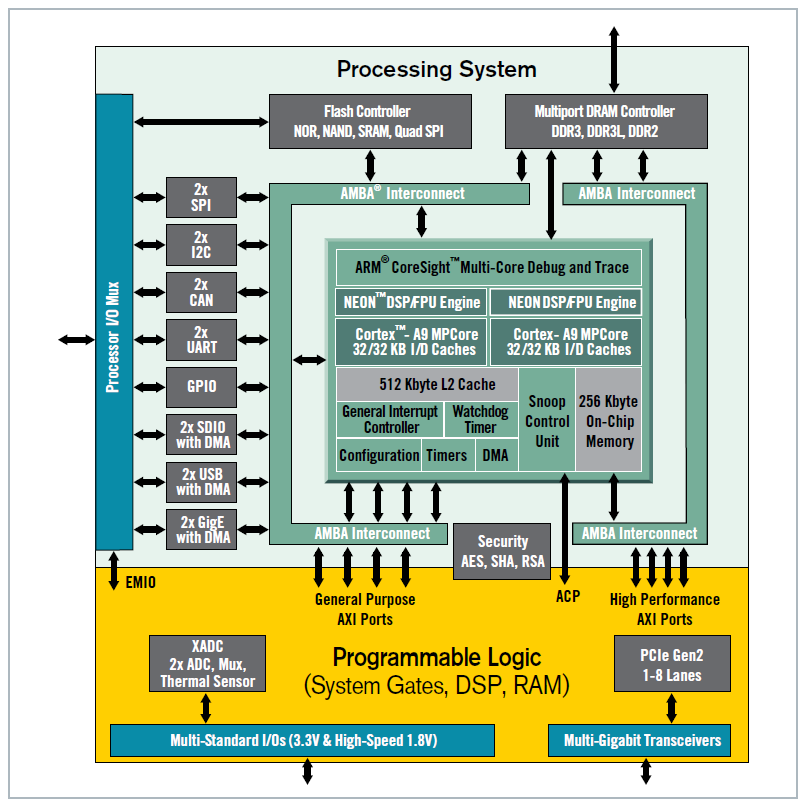 Processing System
Flash Controller
NOR, NAND, SRAM, Quad SPI
Multiport DRAM Controller
DDR3, DDR3L, DDR2
AMBA® Interconnect
AMBA Interconnect
Processor I/O Mux
2x
SPI
2x
I2C
2x
CAN
2x
UART
GPIO
2x SDIO
with DMA
2x USB
with DMA
2x GigE
with DMA
ARM® CoreSight™Multi-Core Debug and Trace
NEON™DSP/FPU Engine
NEON DSP/FPU Engine
Cortex™- A9 MPCore
32/32 KB I/D Caches
Cortex- A9 MPCore
32/32 KB I/D Caches
512 Kbyte L2 Cache
General Interrupt
Controller
Watchdog
Timer
Configuration
Timers
DMA
Snoop
Control
Unit
256 Kbyte
On-Chip
Memory
AMBA Interconnect
Security
AES, SHA, RSA
AMBA Interconnect
EMIO
General Purpose
AXI Ports
ACP
High Performance
AXI Ports
XADC
2x ADC, Mux,
Thermal Sensor
Programmable Logic
(System Gates, DSP, RAM)
PCIe Gen2
1-8 Lanes
Multi-Standard I/Os (3.3V & High-Speed 1.8V)
Multi-Gigabit Transceivers